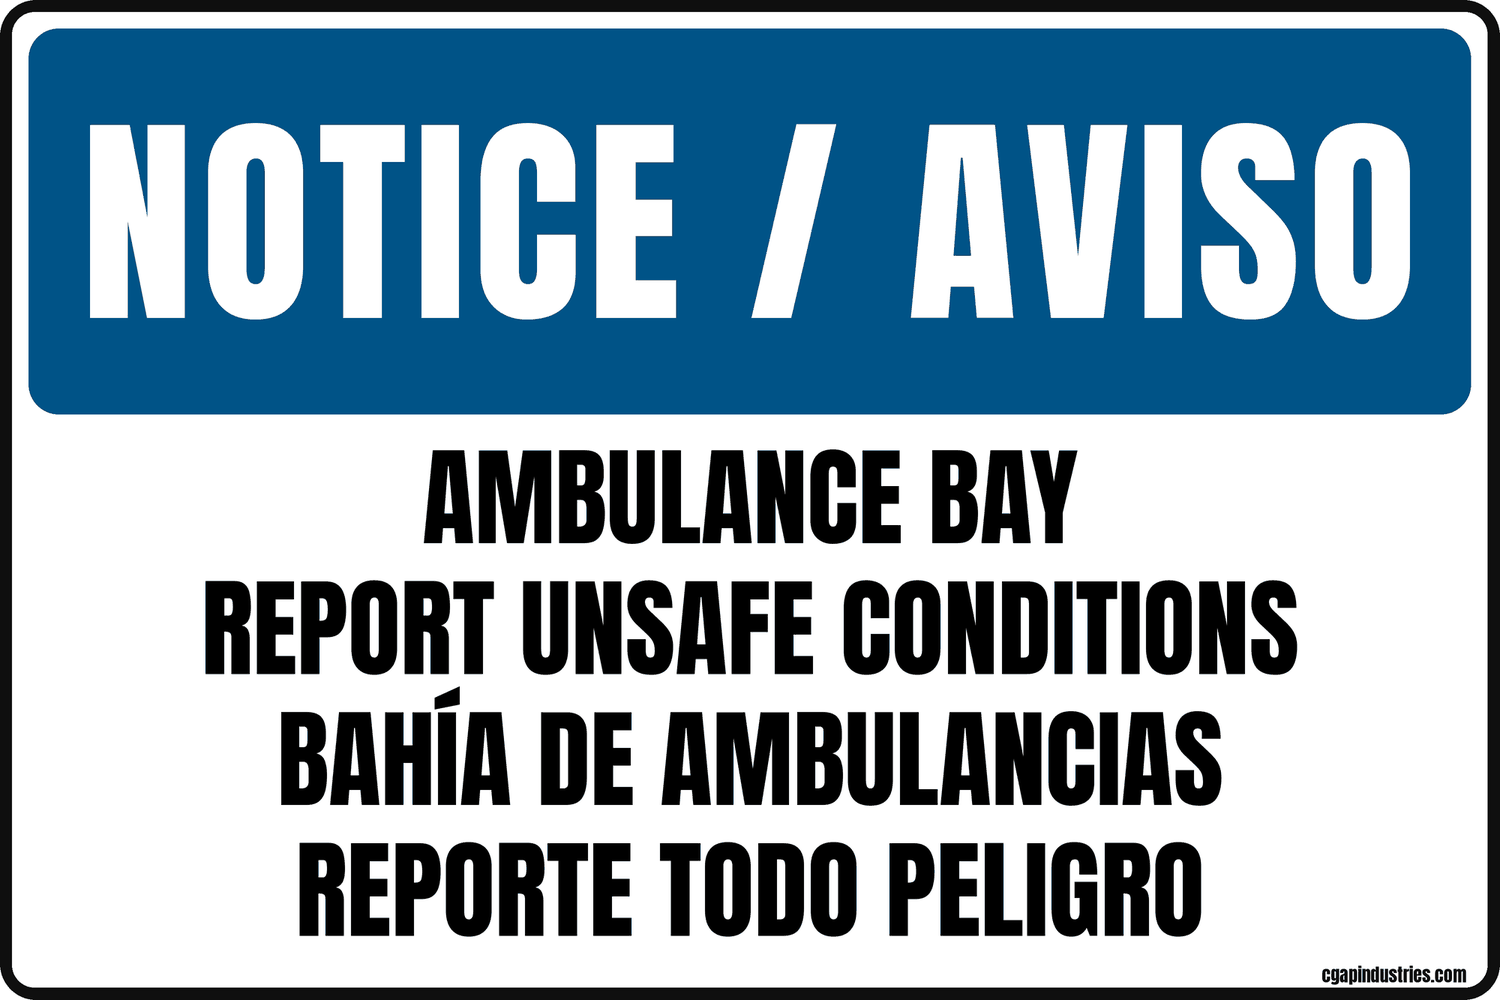 NOTICE / AVISO
AMBULANCE BAY
REPORT UNSAFE CONDITIONS
BAHÍA DE AMBULANCIAS
REPORTE TODO PELIGRO
cgapindustries.com